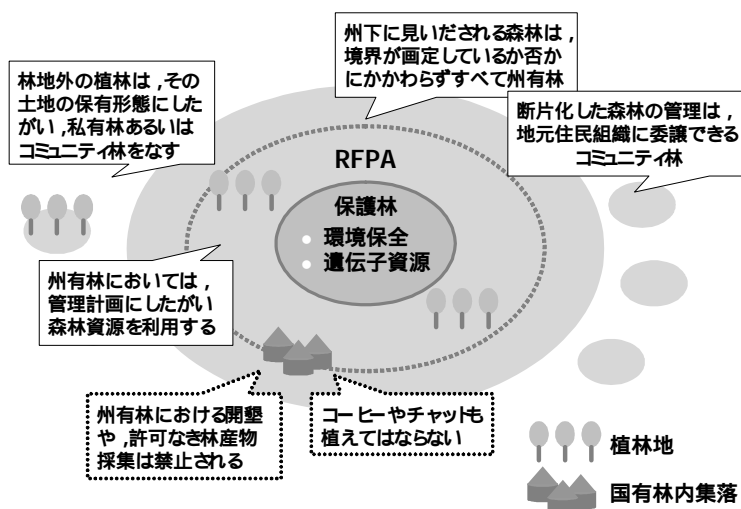 州下に見いだされる森林は，
境界が画定しているか否か
にかかわらずすべて州有林
林地外の植林は，その
土地の保有形態にした
がい，私有林あるいは
コミュニティ林をなす
断片化した森林の管理は，
地元住民組織に委譲できる
コミュニティ林
RFPA
保護林
環境保全
遺伝子資源
州有林においては，
管理計画にしたがい
森林資源を利用する
州有林における開墾
や，許可なき林産物
採集は禁止される
コーヒーやチャットも
植えてはならない
植林地
国有林内集落